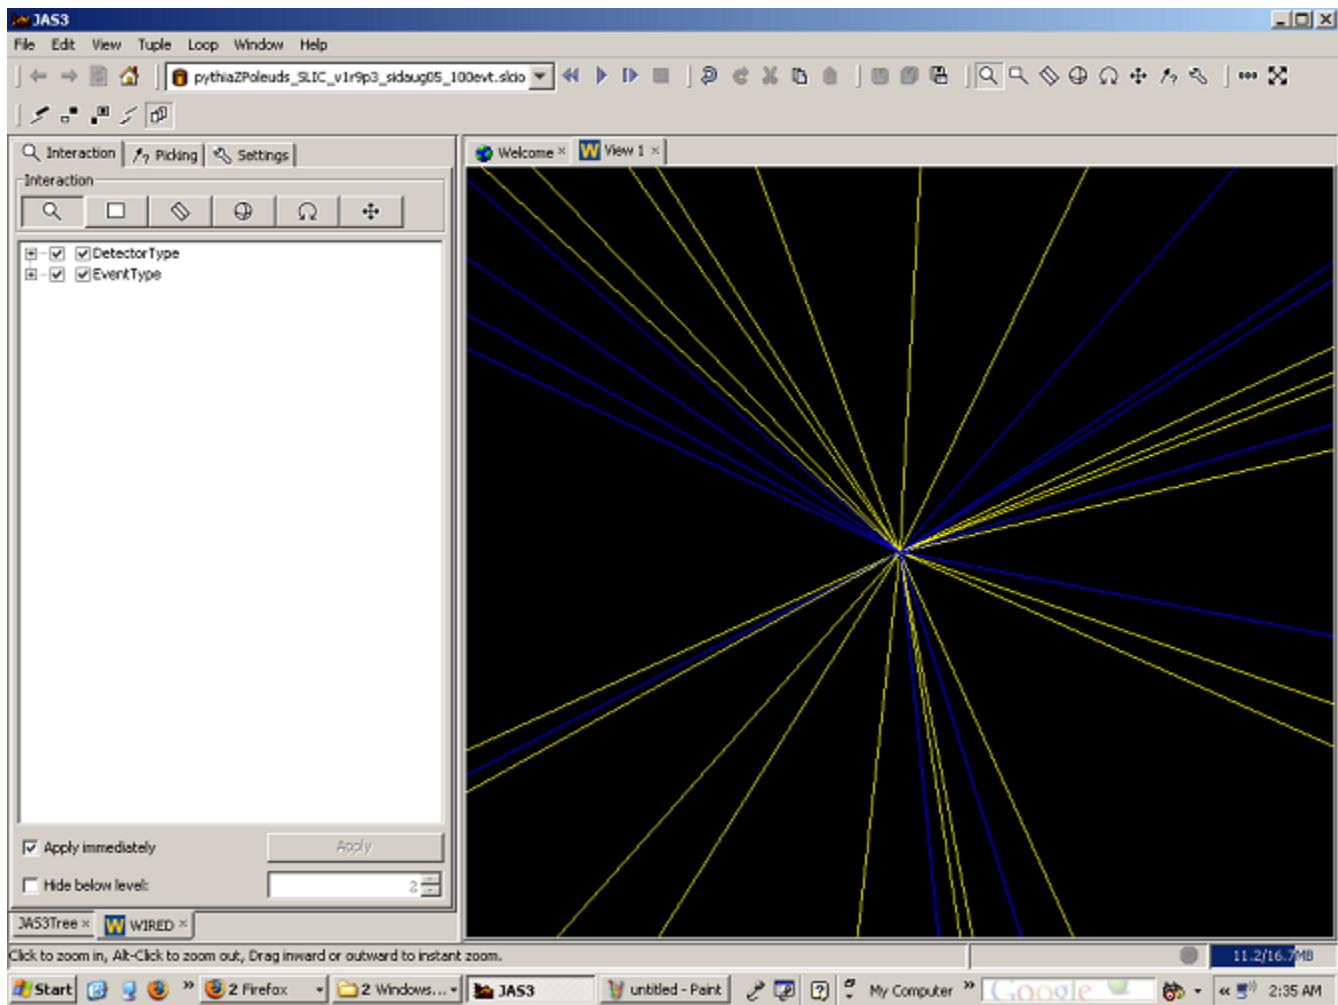 JAS3
File Edit View Tuple Loop Window Help
pythiaZPoleuds_SLIC_v1r9p3_sidaug05_100evt.slcio
Interaction Picking Settings
Welcome View 1
Interaction
DetectorType
EventType
Apply immediately Apply
Hide below level: 2
JAS3Tree WIRED
Click to zoom in, Alt-Click to zoom out, Drag inward or outward to instant zoom.
11.2/16.7MB
Start 2 Firefox 2 Windows... JAS3 untitled - Paint My Computer » Google « 2:35 AM